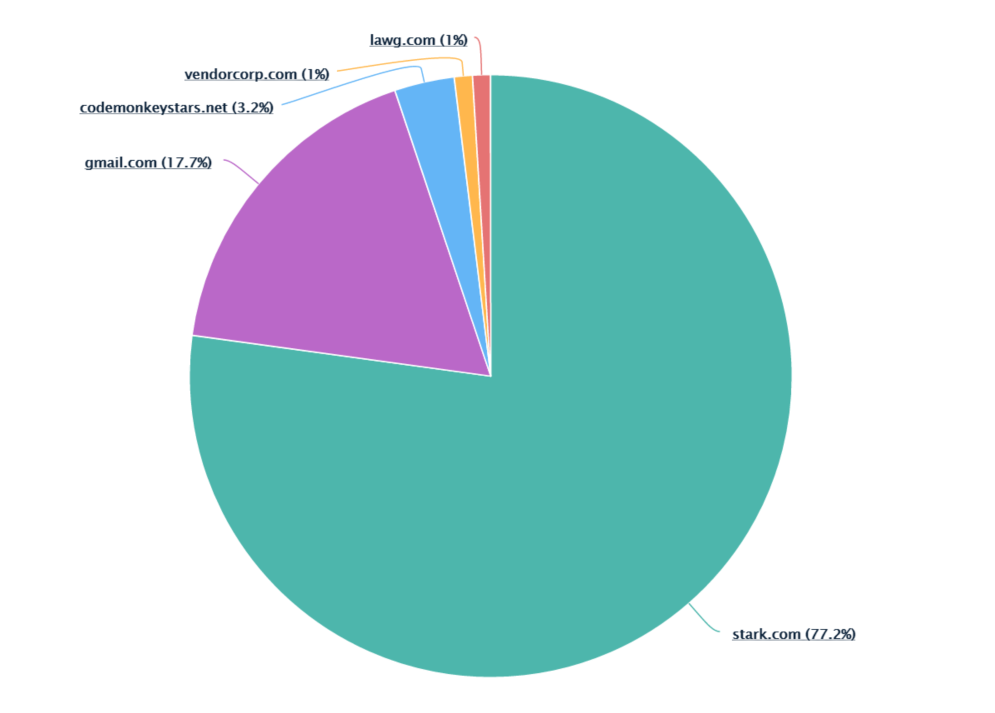 lawg.com (1%)
vendorcorp.com (1%)
codemonkeystars.net (3.2%)
gmail.com (17.7%)
stark.com (77.2%)